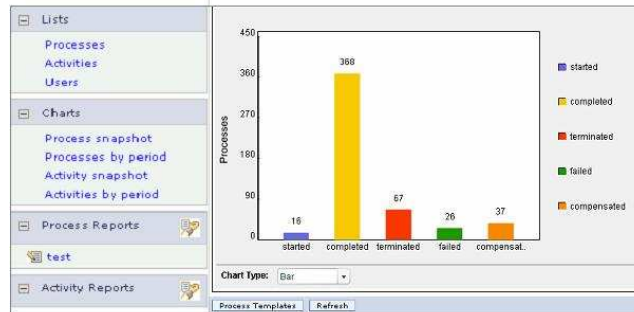 Lists
Processes
Activities
Users
Charts
Process snapshot
Processes by period
Activity snapshot
Activities by period
Process Reports
test
Activity Reports
450
360
270
180
90
0
Processes
16
368
67
26
37
started
completed
terminated
failed
compensat..
started
completed
terminated
failed
compensated
Chart Type: Bar
Process Templates Refresh